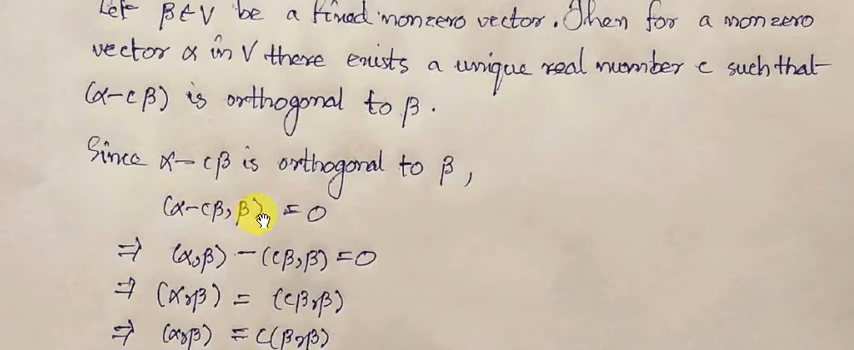 Let β∈V be a fixed nonzero vector. Then for a nonzero
vector α in V there exists a unique real number c such that
(α-cβ) is orthogonal to β.
Since α-cβ is orthogonal to β,
(α-cβ, β) = 0
⇒ (α,β) - (cβ,β) = 0
⇒ (α,β) = (cβ,β)
⇒ (α,β) = c(β,β)